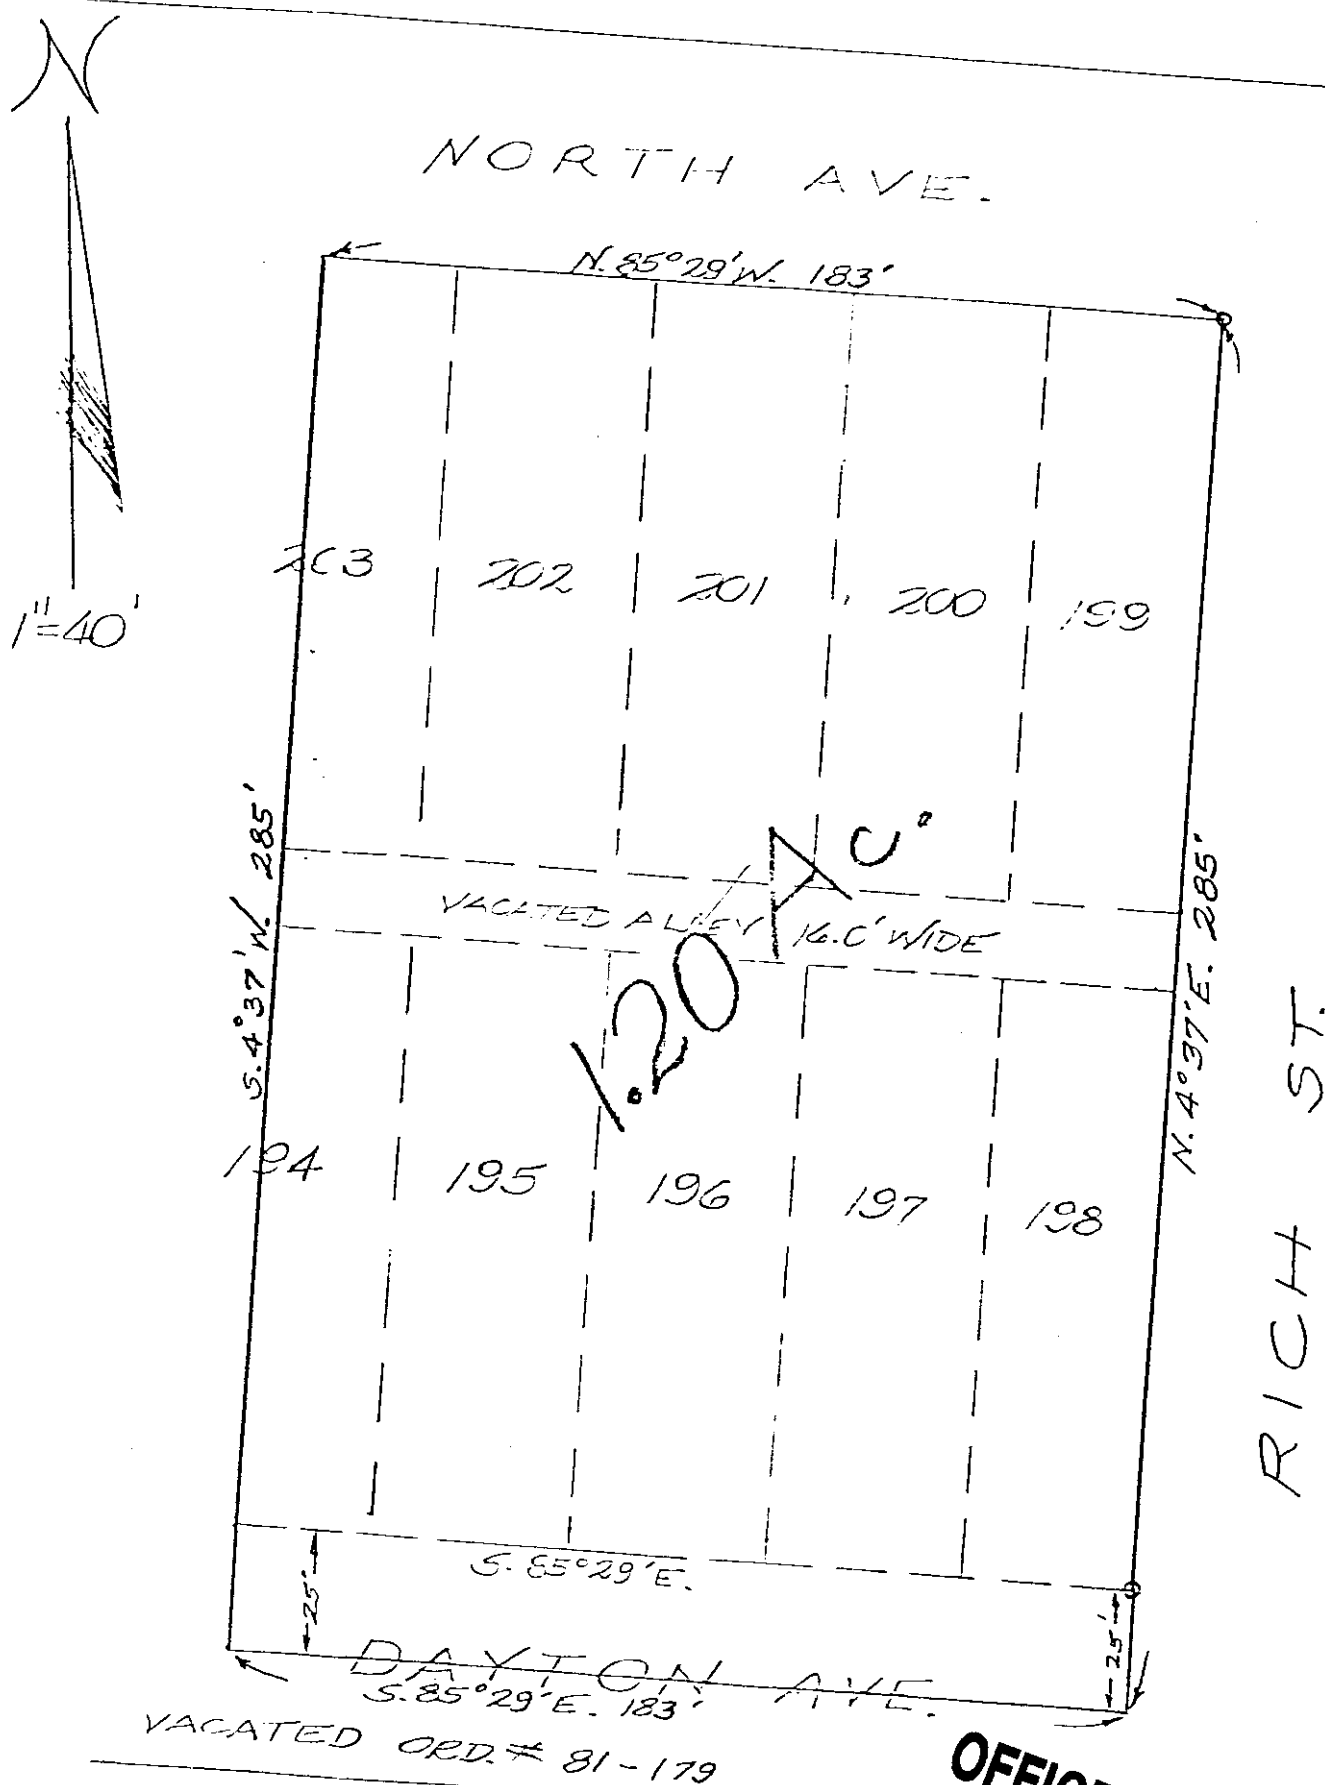 N
NORTH AVE.
N. 85° 29' W. 183'
1"=40'
203
202
201
200
199
S. 4° 37' W. 285'
N. 4° 37' E. 285'
VACATED ALLEY 16.0' WIDE
1.20 AC.
194
195
196
197
198
RICH ST.
S. 85° 29' E.
25'
25'
DAYTON AVE.
S. 85° 29' E. 183'
VACATED ORD. # 81-179